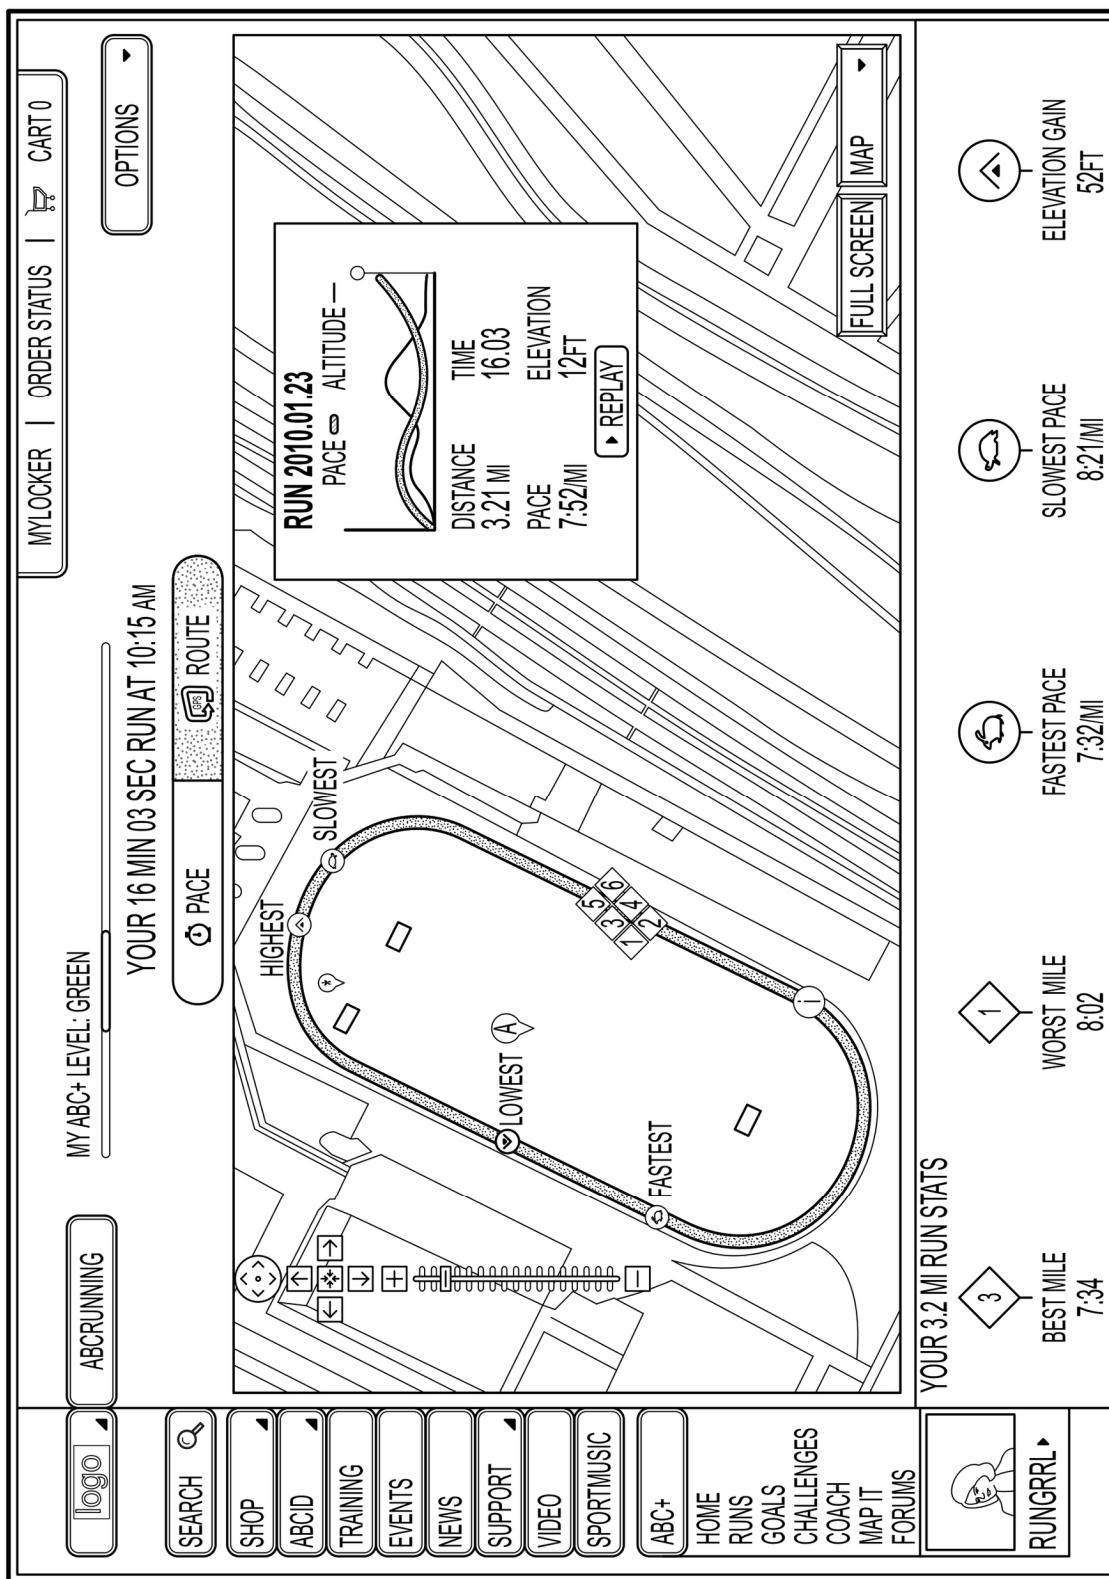 logo
ABCRUNNING
MY ABC+ LEVEL: GREEN
MYLOCKER | ORDER STATUS | CART 0
YOUR 16 MIN 03 SEC RUN AT 10:15 AM
OPTIONS
PACE
GPS
ROUTE
SEARCH
SHOP
ABCID
TRAINING
EVENTS
NEWS
SUPPORT
VIDEO
SPORTMUSIC
ABC+
HOME
RUNS
GOALS
CHALLENGES
COACH
MAP IT
FORUMS
RUNGRRL
HIGHEST
SLOWEST
LOWEST
A
FASTEST
5 6
3 4
1 2
i
RUN 2010.01.23
PACE ALTITUDE
DISTANCE TIME
3.21 MI 16.03
PACE ELEVATION
7:52/MI 12FT
REPLAY
FULL SCREEN MAP
YOUR 3.2 MI RUN STATS
3 1
BEST MILE WORST MILE FASTEST PACE SLOWEST PACE ELEVATION GAIN
7:34 8:02 7:32/MI 8:21/MI 52FT